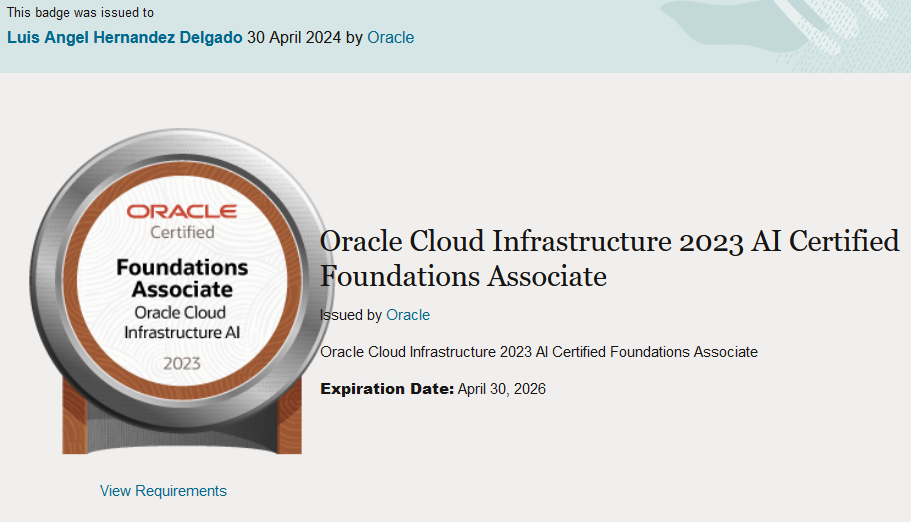 This badge was issued to
Luis Angel Hernandez Delgado 30 April 2024 by Oracle
ORACLE
Certified
Foundations
Associate
Oracle Cloud
Infrastructure AI
2023
Oracle Cloud Infrastructure 2023 AI Certified
Foundations Associate
Issued by Oracle
Oracle Cloud Infrastructure 2023 AI Certified Foundations Associate
Expiration Date: April 30, 2026
View Requirements